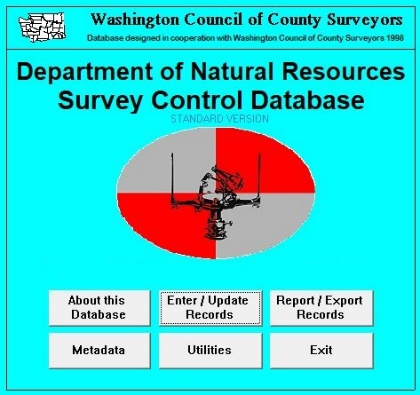 Washington Council of County Surveyors
Database designed in cooperation with Washington Council of County Surveyors 1998
Department of Natural Resources
Survey Control Database
STANDARD VERSION
About this
Database
Enter / Update
Records
Report / Export
Records
Metadata
Utilities
Exit